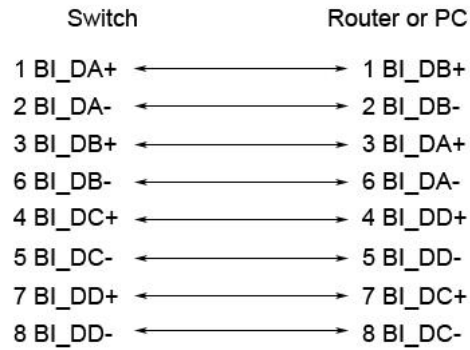 Switch Router or PC
1 BI_DA+ 1 BI_DB+
2 BI_DA- 2 BI_DB-
3 BI_DB+ 3 BI_DA+
6 BI_DB- 6 BI_DA-
4 BI_DC+ 4 BI_DD+
5 BI_DC- 5 BI_DD-
7 BI_DD+ 7 BI_DC+
8 BI_DD- 8 BI_DC-